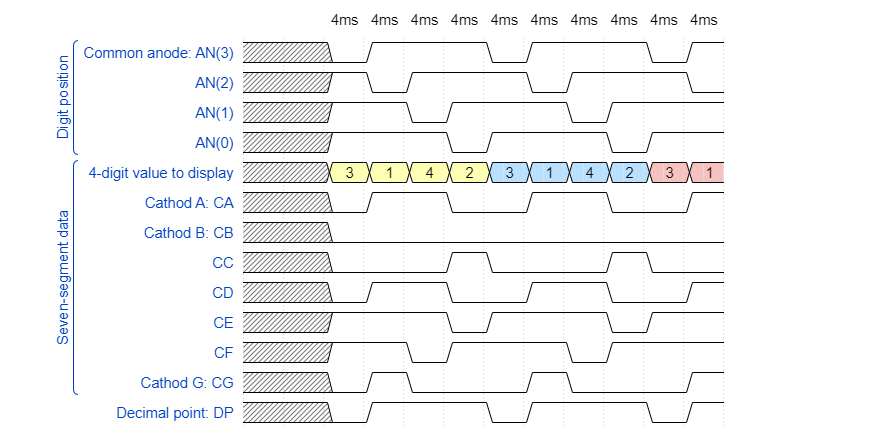 4ms 4ms 4ms 4ms 4ms 4ms 4ms 4ms 4ms 4ms
Digit position
Common anode: AN(3)
AN(2)
AN(1)
AN(0)
4-digit value to display 3 1 4 2 3 1 4 2 3 1
Seven-segment data
Cathod A: CA
Cathod B: CB
CC
CD
CE
CF
Cathod G: CG
Decimal point: DP